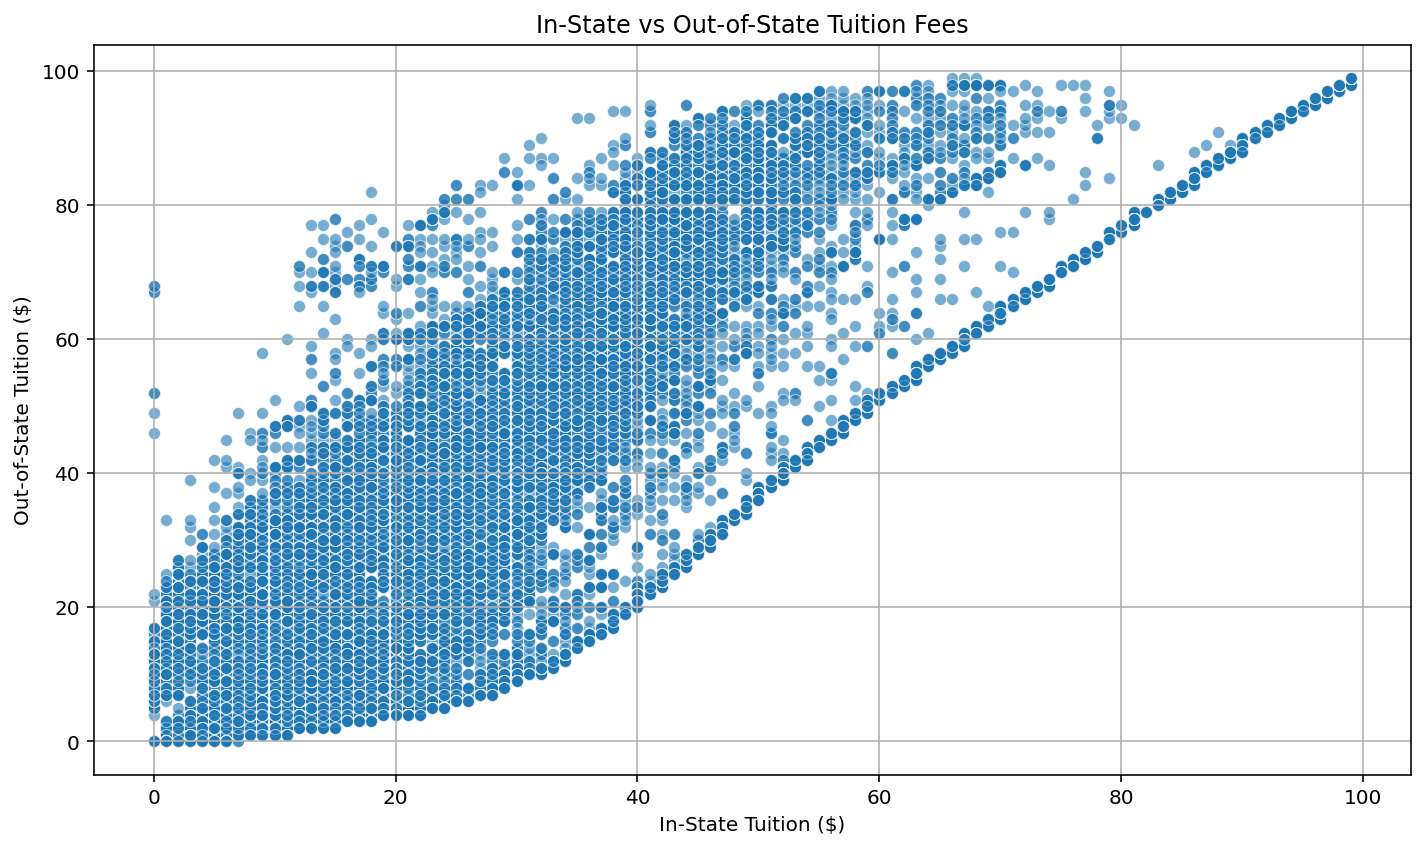 In-State vs Out-of-State Tuition Fees
Out-of-State Tuition ($)
100
80
60
40
20
0
0 20 40 60 80 100
In-State Tuition ($)